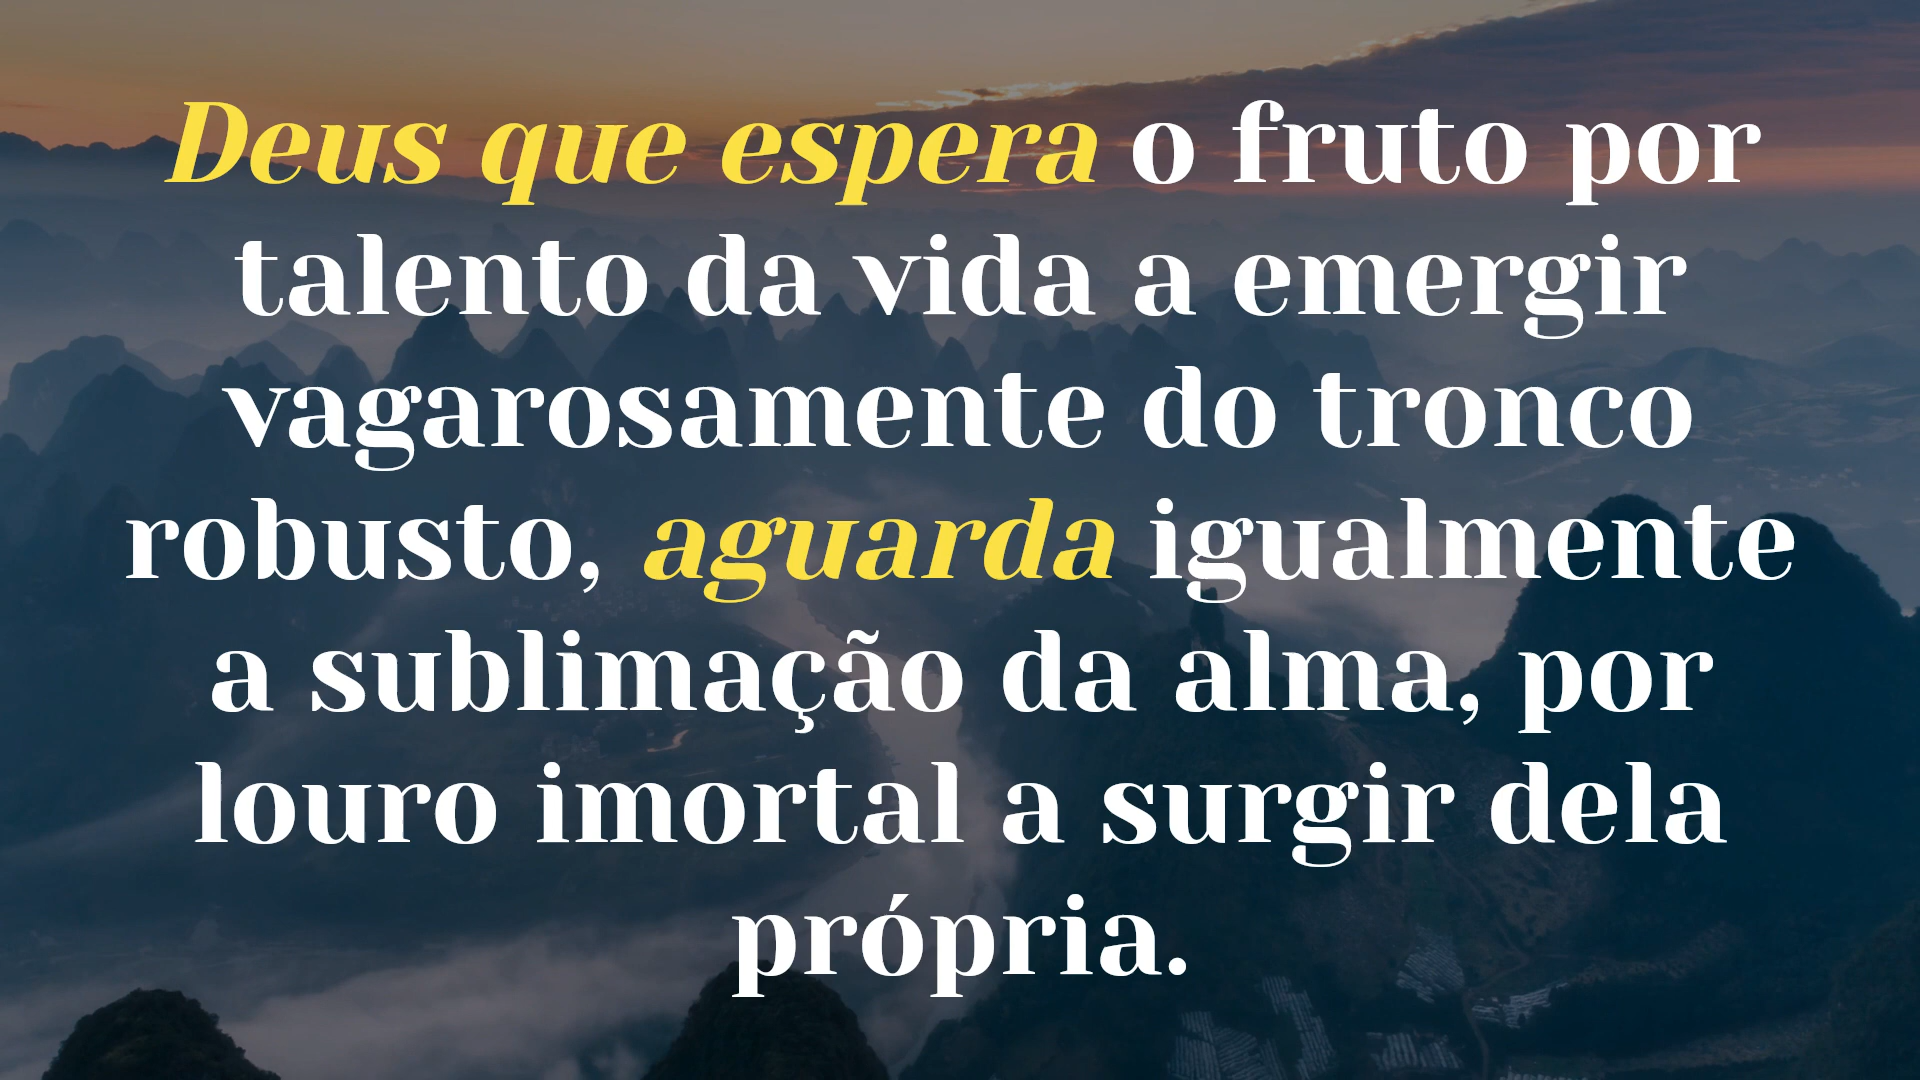 Deus que espera o fruto por
talento da vida a emergir
vagarosamente do tronco
robusto, aguarda igualmente
a sublimação da alma, por
louro imortal a surgir dela
própria.